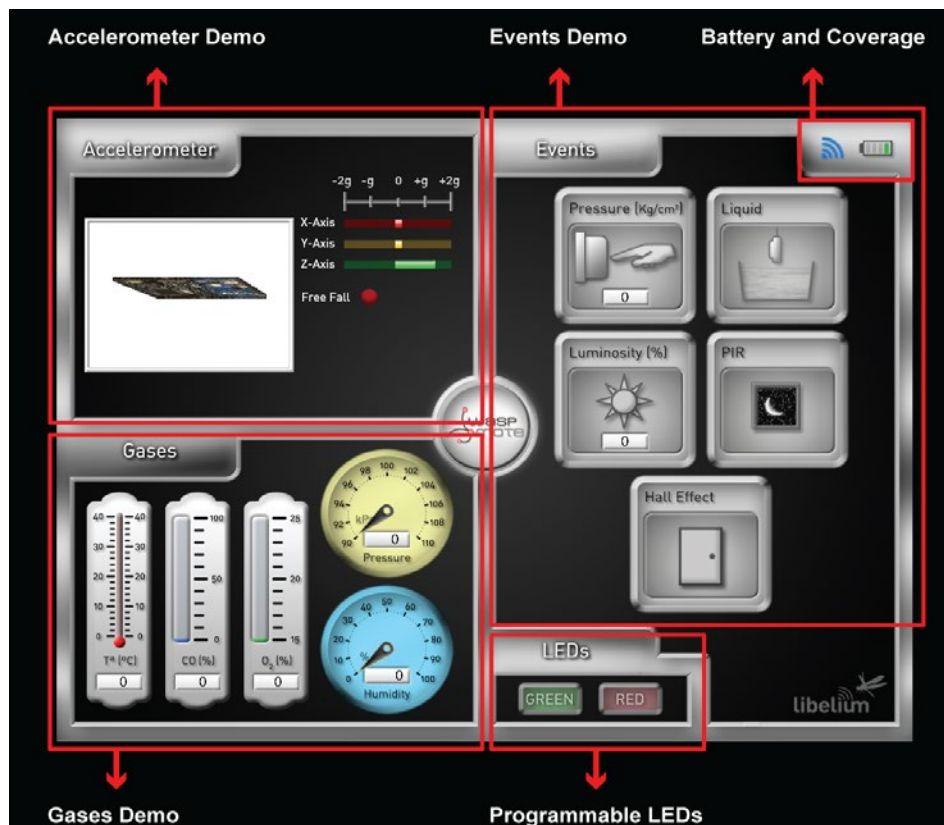 Accelerometer Demo
Events Demo
Battery and Coverage
Accelerometer
-2g -g 0 +g +2g
X-Axis
Y-Axis
Z-Axis
Free Fall
Events
Pressure (Kg/cm²)
0
Liquid
Luminosity (%)
0
PIR
Hall Effect
wasp
mote
Gases
40 40
30 30
20 20
10 10
0 0
Tª (ºC)
0
100
50
0
CO (%)
0
25
20
15
O₂ (%)
0
90 92 94 96 98 100 102 104 106 108 110
kPa
0
Pressure
0 10 20 30 40 50 60 70 80 90 100
%
0
Humidity
LEDs
GREEN RED
libelium
Gases Demo
Programmable LEDs